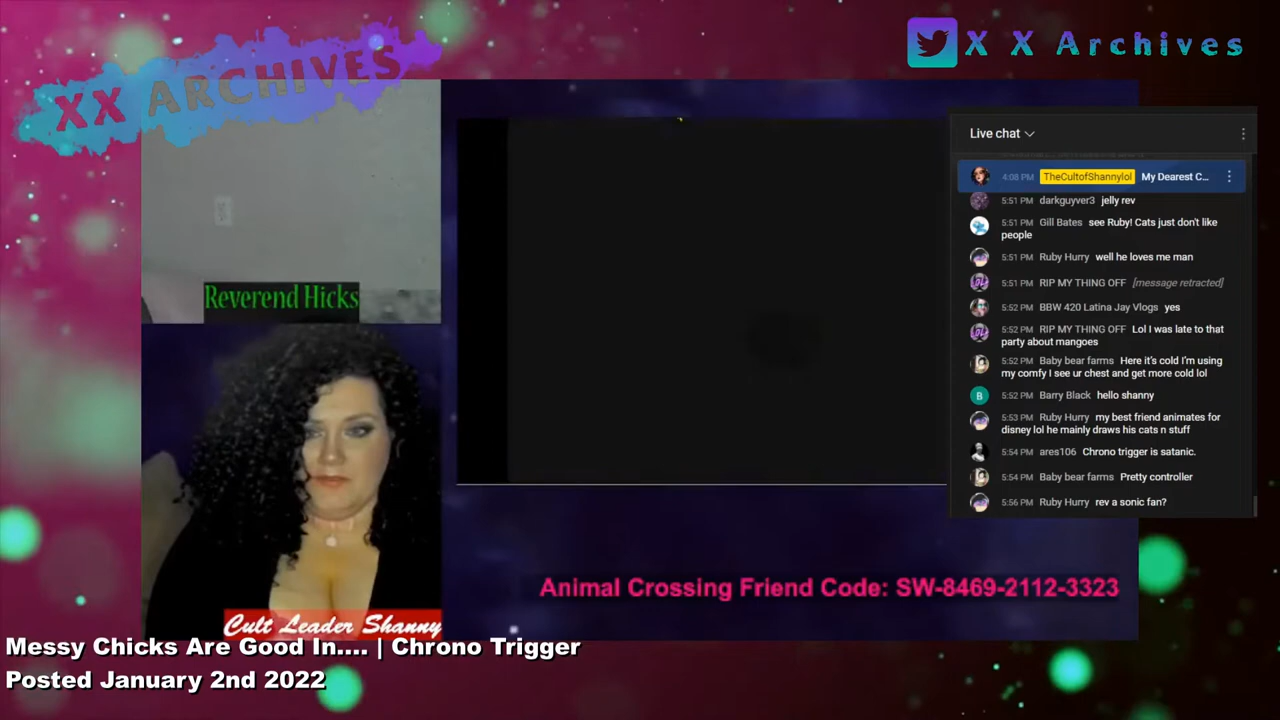 XX ARCHIVES
X X Archives
Live chat
4:08 PM TheCultofShannylol My Dearest C...
5:51 PM darkguyver3 jelly rev
5:51 PM Gill Bates see Ruby! Cats just don't like
people
5:51 PM Ruby Hurry well he loves me man
5:51 PM RIP MY THING OFF [message retracted]
5:52 PM BBW 420 Latina Jay Vlogs yes
5:52 PM RIP MY THING OFF Lol I was late to that
party about mangoes
5:52 PM Baby bear farms Here it's cold I'm using
my comfy I see ur chest and get more cold lol
B
5:52 PM Barry Black hello shanny
5:53 PM Ruby Hurry my best friend animates for
disney lol he mainly draws his cats n stuff
5:54 PM ares106 Chrono trigger is satanic.
5:54 PM Baby bear farms Pretty controller
5:56 PM Ruby Hurry rev a sonic fan?
Reverend Hicks
Cult Leader Shanny
Animal Crossing Friend Code: SW-8469-2112-3323
Messy Chicks Are Good In.... | Chrono Trigger
Posted January 2nd 2022